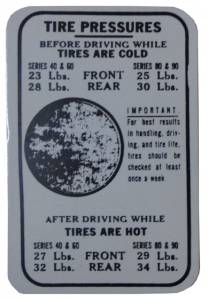 TIRE PRESSURES
BEFORE DRIVING WHILE
TIRES ARE COLD
SERIES 40 & 60 SERIES 80 & 90
23 Lbs. FRONT 25 Lbs.
28 Lbs. REAR 30 Lbs.
IMPORTANT
For best results
in handling, driv-
ing, and tire life,
tires should be
checked at least
once a week.
AFTER DRIVING WHILE
TIRES ARE HOT
SERIES 40 & 60 SERIES 80 & 90
27 Lbs. FRONT 29 Lbs.
32 Lbs. REAR 34 Lbs.